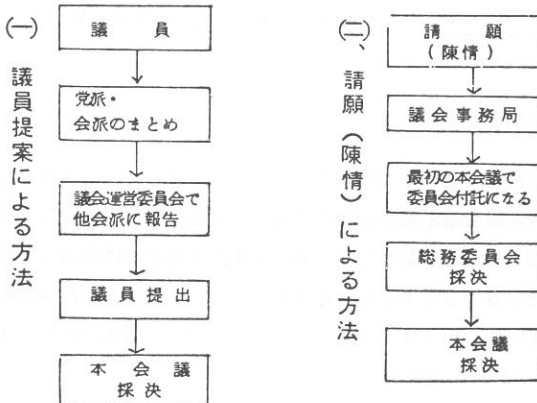 (一) 議員提案による方法
議員
党派・
会派のまとめ
議会運営委員会で
他会派に報告
議員提出
本会議
採決
(二)、請願(陳情)による方法
請願
(陳情)
議会事務局
最初の本会議で
委員会付託になる
総務委員会
採決
本会議
採決